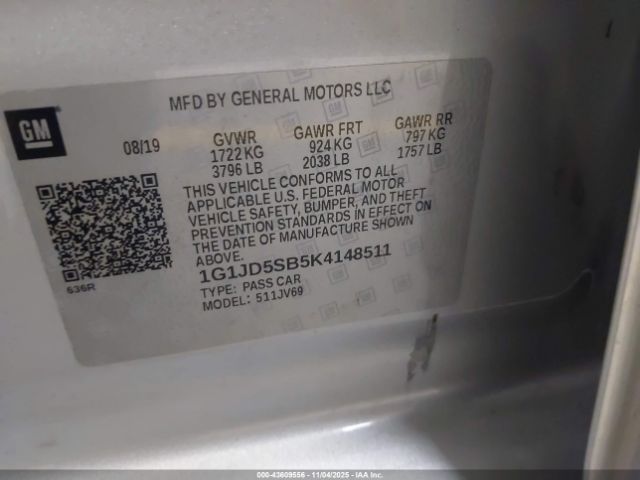 MFD BY GENERAL MOTORS LLC
GM
08/19 GVWR GAWR FRT GAWR RR
1722 KG 924 KG 797 KG
3796 LB 2038 LB 1757 LB
THIS VEHICLE CONFORMS TO ALL
APPLICABLE U.S. FEDERAL MOTOR
VEHICLE SAFETY, BUMPER, AND THEFT
PREVENTION STANDARDS IN EFFECT ON
THE DATE OF MANUFACTURE SHOWN
ABOVE.
1G1JD5SB5K4148511
TYPE: PASS CAR
MODEL: 511JV69
636R
000-43609556 - 11/04/2025 - IAAI, Inc.